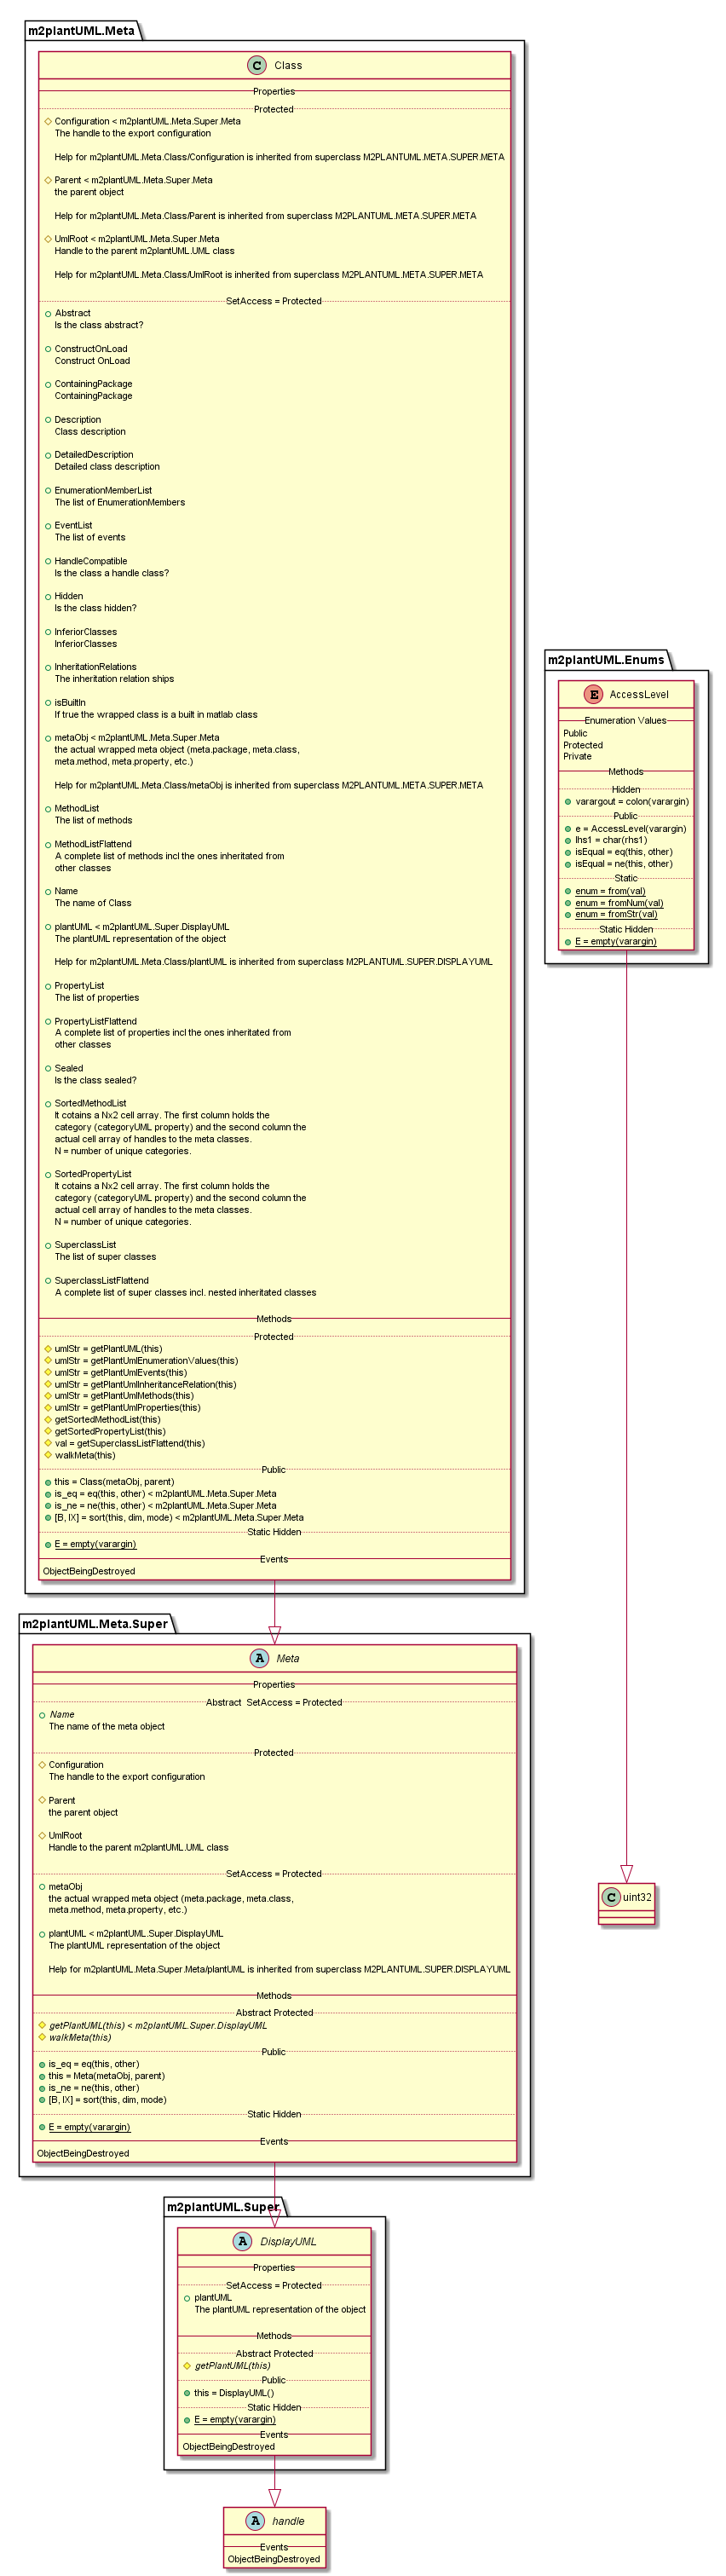 m2plantUML.Meta
C Class
Properties
Protected
Configuration < m2plantUML.Meta.Super.Meta
The handle to the export configuration
Help for m2plantUML.Meta.Class/Configuration is inherited from superclass M2PLANTUML.META.SUPER.META
Parent < m2plantUML.Meta.Super.Meta
the parent object
Help for m2plantUML.Meta.Class/Parent is inherited from superclass M2PLANTUML.META.SUPER.META
UmlRoot < m2plantUML.Meta.Super.Meta
Handle to the parent m2plantUML.UML class
Help for m2plantUML.Meta.Class/UmlRoot is inherited from superclass M2PLANTUML.META.SUPER.META
SetAccess = Protected
Abstract
Is the class abstract?
ConstructOnLoad
Construct OnLoad
ContainingPackage
ContainingPackage
Description
Class description
DetailedDescription
Detailed class description
EnumerationMemberList
The list of EnumerationMembers
EventList
The list of events
HandleCompatible
Is the class a handle class?
Hidden
Is the class hidden?
InferiorClasses
InferiorClasses
InheritationRelations
The inheritation relation ships
isBuiltIn
If true the wrapped class is a built in matlab class
metaObj < m2plantUML.Meta.Super.Meta
the actual wrapped meta object (meta.package, meta.class,
meta.method, meta.property, etc.)
Help for m2plantUML.Meta.Class/metaObj is inherited from superclass M2PLANTUML.META.SUPER.META
MethodList
The list of methods
MethodListFlattend
A complete list of methods incl the ones inheritated from
other classes
Name
The name of Class
plantUML < m2plantUML.Super.DisplayUML
The plantUML representation of the object
Help for m2plantUML.Meta.Class/plantUML is inherited from superclass M2PLANTUML.SUPER.DISPLAYUML
PropertyList
The list of properties
PropertyListFlattend
A complete list of properties incl the ones inheritated from
other classes
Sealed
Is the class sealed?
SortedMethodList
It cotains a Nx2 cell array. The first column holds the
category (categoryUML property) and the second column the
actual cell array of handles to the meta classes.
N = number of unique categories.
SortedPropertyList
It cotains a Nx2 cell array. The first column holds the
category (categoryUML property) and the second column the
actual cell array of handles to the meta classes.
N = number of unique categories.
SuperclassList
The list of super classes
SuperclassListFlattend
A complete list of super classes incl. nested inheritated classes
Methods
Protected
umlStr = getPlantUML(this)
umlStr = getPlantUmlEnumerationValues(this)
umlStr = getPlantUmlEvents(this)
umlStr = getPlantUmlInheritanceRelation(this)
umlStr = getPlantUmlMethods(this)
umlStr = getPlantUmlProperties(this)
getSortedMethodList(this)
getSortedPropertyList(this)
val = getSuperclassListFlattend(this)
walkMeta(this)
Public
this = Class(metaObj, parent)
is_eq = eq(this, other) < m2plantUML.Meta.Super.Meta
is_ne = ne(this, other) < m2plantUML.Meta.Super.Meta
[B, IX] = sort(this, dim, mode) < m2plantUML.Meta.Super.Meta
Static Hidden
E = empty(varargin)
Events
ObjectBeingDestroyed
m2plantUML.Enums
E AccessLevel
Enumeration Values
Public
Protected
Private
Methods
Hidden
varargout = colon(varargin)
Public
e = AccessLevel(varargin)
lhs1 = char(rhs1)
isEqual = eq(this, other)
isEqual = ne(this, other)
Static
enum = from(val)
enum = fromNum(val)
enum = fromStr(val)
Static Hidden
E = empty(varargin)
m2plantUML.Meta.Super
A Meta
Properties
Abstract SetAccess = Protected
Name
The name of the meta object
Protected
Configuration
The handle to the export configuration
Parent
the parent object
UmlRoot
Handle to the parent m2plantUML.UML class
SetAccess = Protected
metaObj
the actual wrapped meta object (meta.package, meta.class,
meta.method, meta.property, etc.)
plantUML < m2plantUML.Super.DisplayUML
The plantUML representation of the object
Help for m2plantUML.Meta.Super.Meta/plantUML is inherited from superclass M2PLANTUML.SUPER.DISPLAYUML
Methods
Abstract Protected
getPlantUML(this) < m2plantUML.Super.DisplayUML
walkMeta(this)
Public
is_eq = eq(this, other)
this = Meta(metaObj, parent)
is_ne = ne(this, other)
[B, IX] = sort(this, dim, mode)
Static Hidden
E = empty(varargin)
Events
ObjectBeingDestroyed
C uint32
m2plantUML.Super
A DisplayUML
Properties
SetAccess = Protected
plantUML
The plantUML representation of the object
Methods
Abstract Protected
getPlantUML(this)
Public
this = DisplayUML()
Static Hidden
E = empty(varargin)
Events
ObjectBeingDestroyed
A handle
Events
ObjectBeingDestroyed